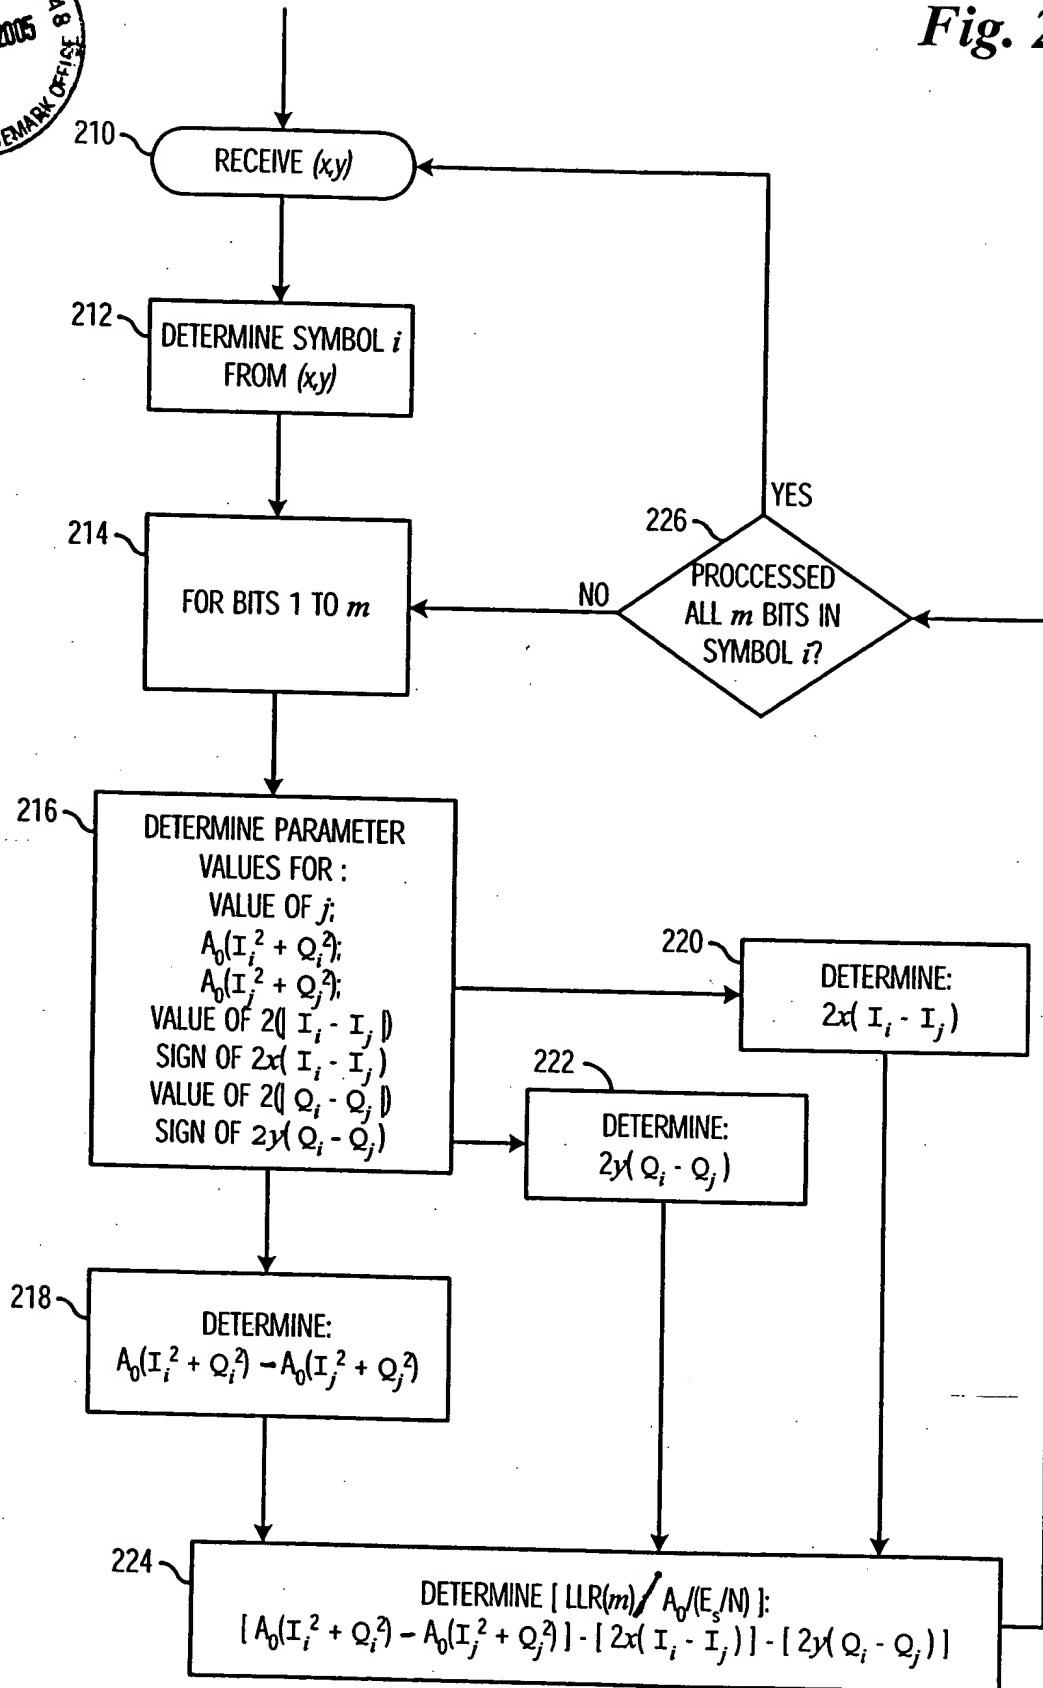 A8
2005
EMARK OFFICE
Fig. 2
210
RECEIVE (x,y)
212
DETERMINE SYMBOL i
FROM (x,y)
214
FOR BITS 1 TO m
226
YES
NO
PROCCESSED
ALL m BITS IN
SYMBOL i?
216
DETERMINE PARAMETER
VALUES FOR :
VALUE OF j;
A₀(Iᵢ² + Qᵢ²);
A₀(Iⱼ² + Qⱼ²);
VALUE OF 2(| Iᵢ - Iⱼ |)
SIGN OF 2x( Iᵢ - Iⱼ )
VALUE OF 2(| Qᵢ - Qⱼ |)
SIGN OF 2y( Qᵢ - Qⱼ )
220
DETERMINE:
2x( Iᵢ - Iⱼ )
222
DETERMINE:
2y( Qᵢ - Qⱼ )
218
DETERMINE:
A₀(Iᵢ² + Qᵢ²) – A₀(Iⱼ² + Qⱼ²)
224
DETERMINE [ LLR(m) / A₀/(Eₛ/N) ]:
[ A₀(Iᵢ² + Qᵢ²) – A₀(Iⱼ² + Qⱼ²) ] - [ 2x( Iᵢ - Iⱼ ) ] - [ 2y( Qᵢ - Qⱼ ) ]